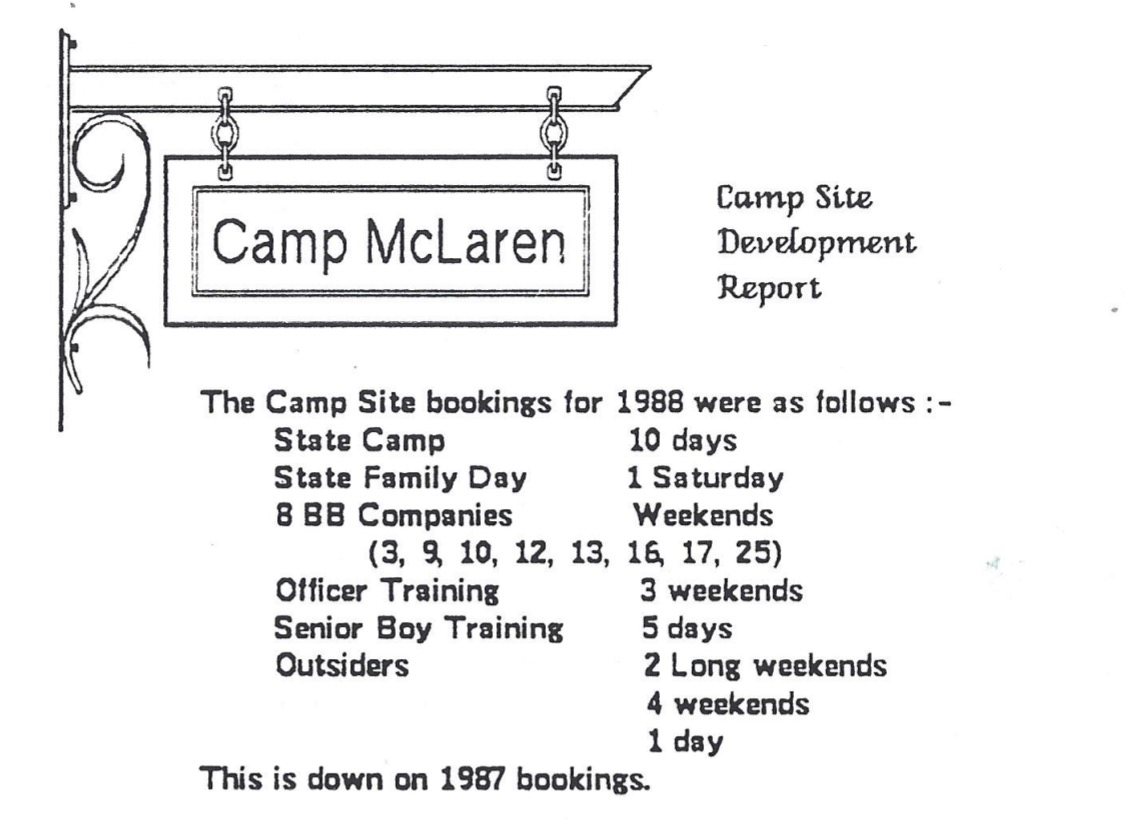 Camp McLaren
Camp Site
Development
Report
The Camp Site bookings for 1988 were as follows :-
State Camp 10 days
State Family Day 1 Saturday
8 BB Companies Weekends
(3, 9, 10, 12, 13, 16, 17, 25)
Officer Training 3 weekends
Senior Boy Training 5 days
Outsiders 2 Long weekends
4 weekends
1 day
This is down on 1987 bookings.